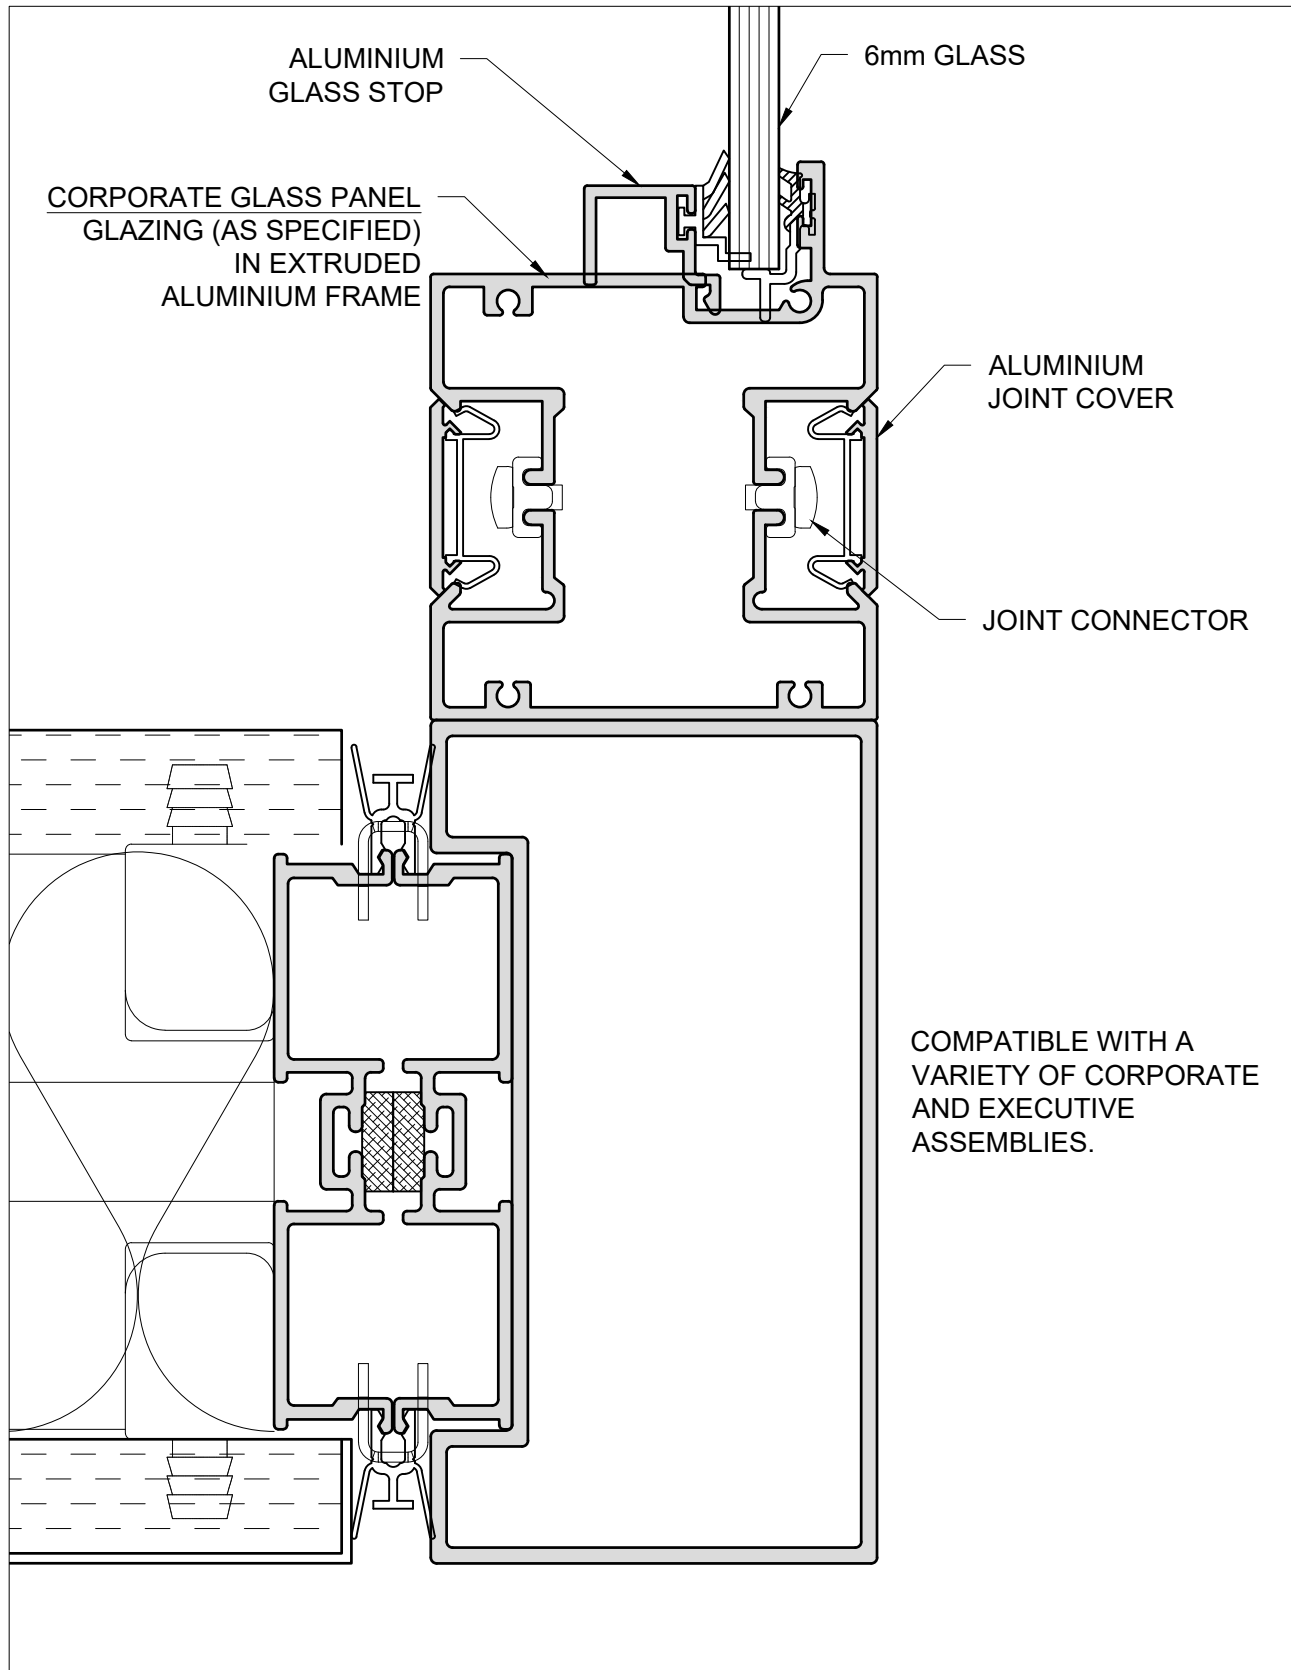 ALUMINIUM
GLASS STOP
6mm GLASS
CORPORATE GLASS PANEL
GLAZING (AS SPECIFIED)
IN EXTRUDED
ALUMINIUM FRAME
ALUMINIUM
JOINT COVER
JOINT CONNECTOR
COMPATIBLE WITH A
VARIETY OF CORPORATE
AND EXECUTIVE
ASSEMBLIES.